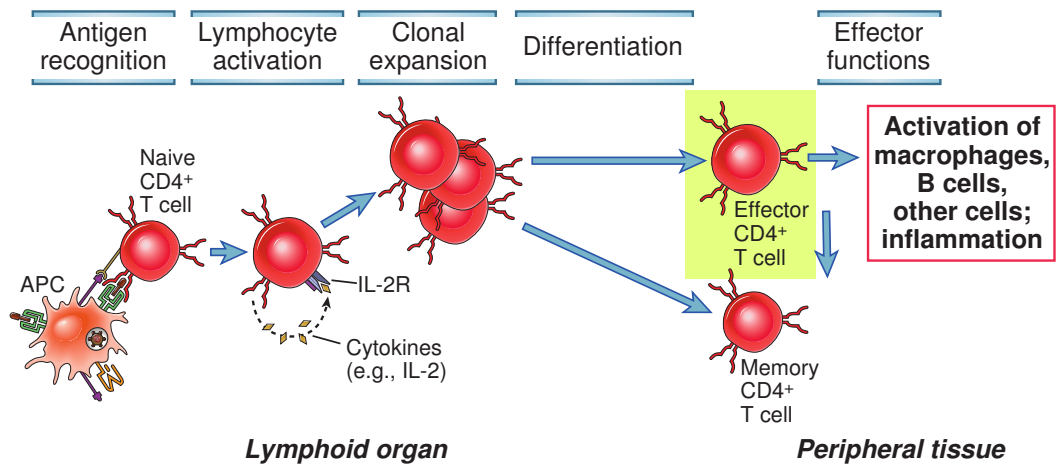 Antigen
recognition
Lymphocyte
activation
Clonal
expansion
Differentiation
Effector
functions
Naive
CD4+
T cell
APC
IL-2R
Cytokines
(e.g., IL-2)
Effector
CD4+
T cell
Activation of
macrophages,
B cells,
other cells;
inflammation
Memory
CD4+
T cell
Lymphoid organ
Peripheral tissue